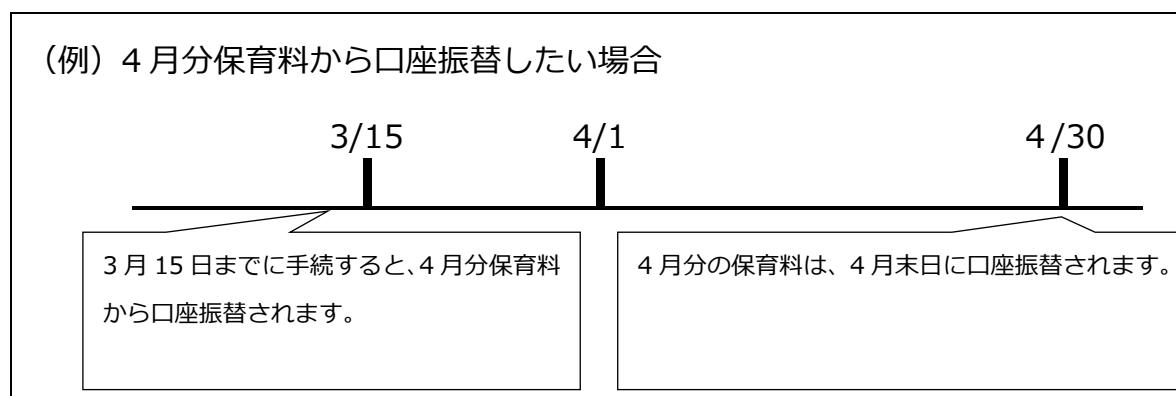 （例）４月分保育料から口座振替したい場合
3/15 4/1 ４/30
３月 15 日までに手続すると、４月分保育料
から口座振替されます。
４月分の保育料は、４月末日に口座振替されます。